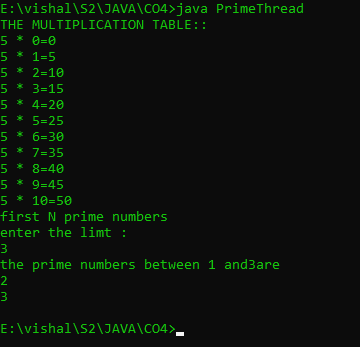 E:\vishal\S2\JAVA\CO4>java PrimeThread
THE MULTIPLICATION TABLE::
5 * 0=0
5 * 1=5
5 * 2=10
5 * 3=15
5 * 4=20
5 * 5=25
5 * 6=30
5 * 7=35
5 * 8=40
5 * 9=45
5 * 10=50
first N prime numbers
enter the limt :
3
the prime numbers between 1 and3are
2
3
E:\vishal\S2\JAVA\CO4>